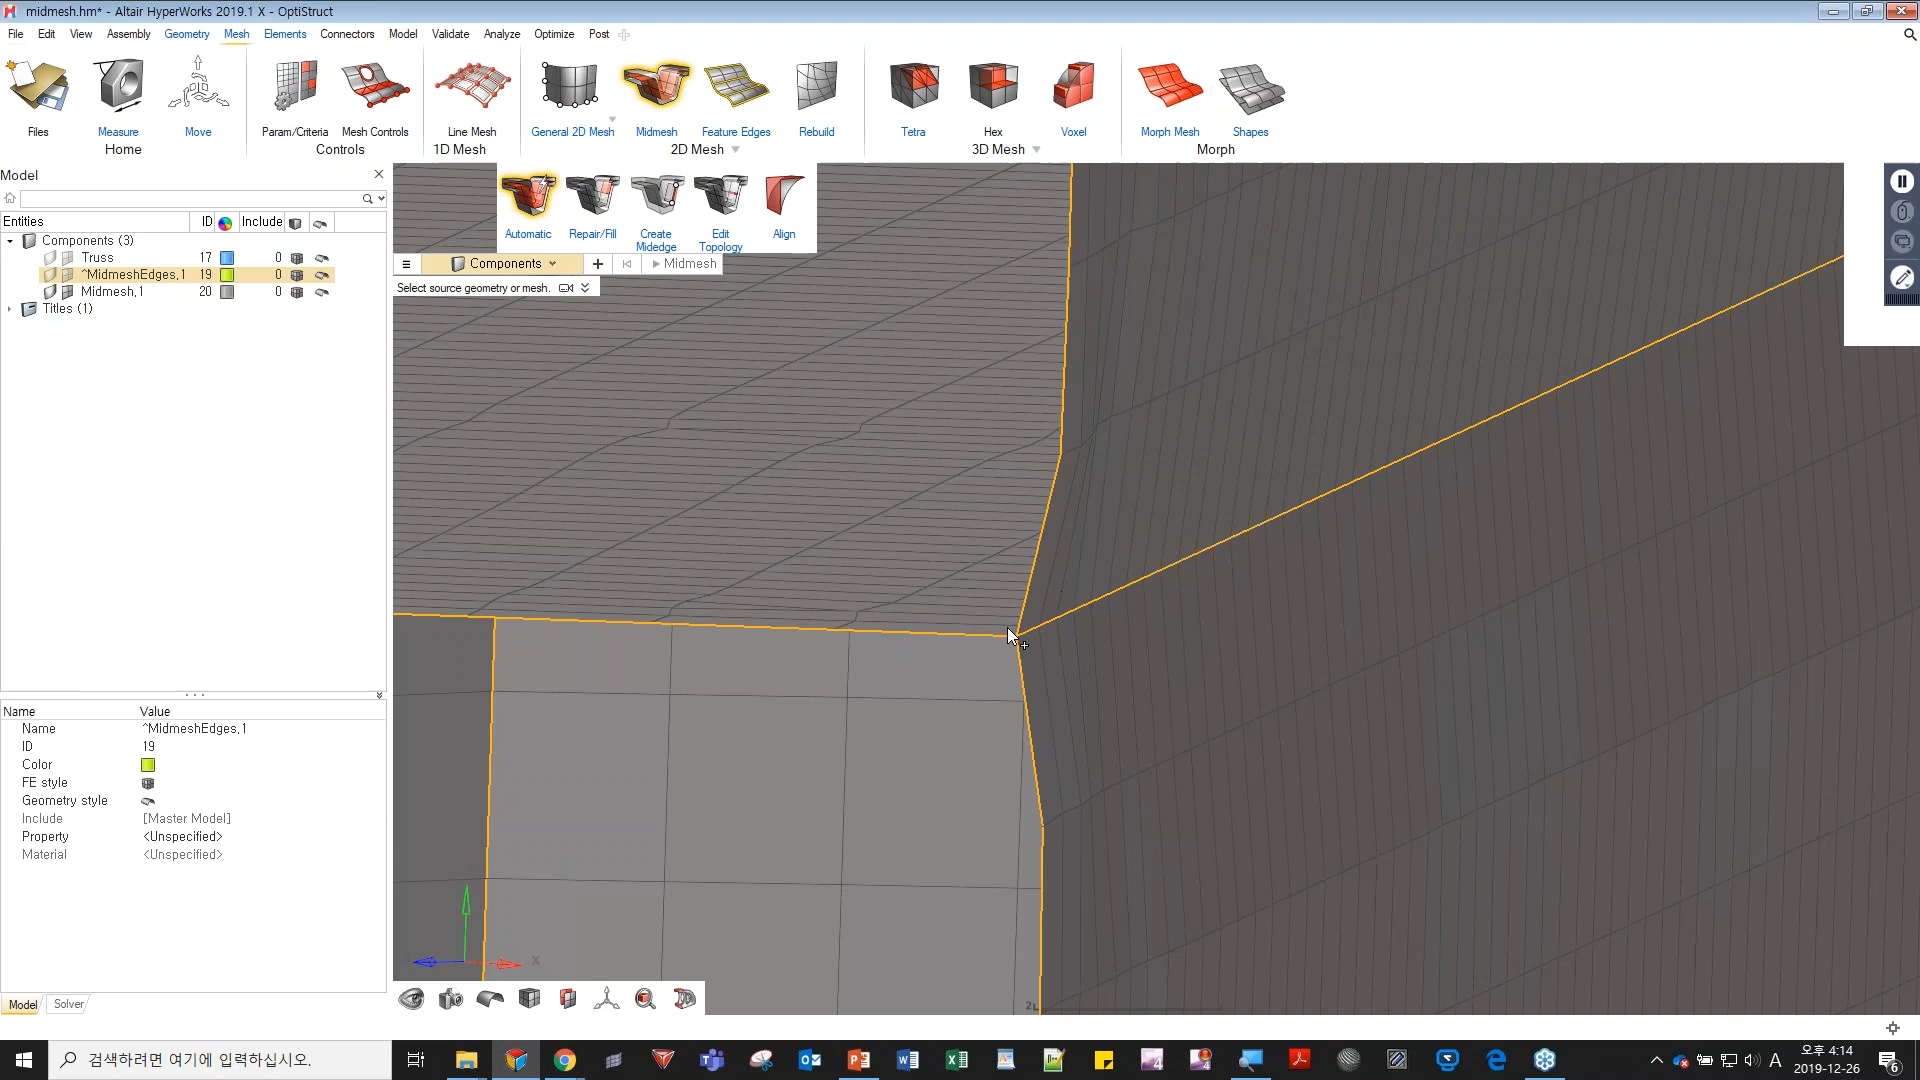 midmesh.hm* - Altair HyperWorks 2019.1 X - OptiStruct
File Edit View Assembly Geometry Mesh Elements Connectors Model Validate Analyze Optimize Post
Files Measure Move Param/Criteria Mesh Controls Line Mesh General 2D Mesh Midmesh Feature Edges Rebuild Tetra Hex Voxel Morph Mesh Shapes
Home Controls 1D Mesh 2D Mesh 3D Mesh Morph
Model
Automatic Repair/Fill Create Midedge Edit Topology Align
Entities ID Include
Components (3)
Truss 17 0
^MidmeshEdges,1 19 0
Midmesh,1 20 0
Titles (1)
Components Midmesh
Select source geometry or mesh.
Name Value
Name ^MidmeshEdges,1
ID 19
Color
FE style
Geometry style
Include [Master Model]
Property <Unspecified>
Material <Unspecified>
X
Model Solver
검색하려면 여기에 입력하십시오.
A
오후 4:14
2019-12-26
6